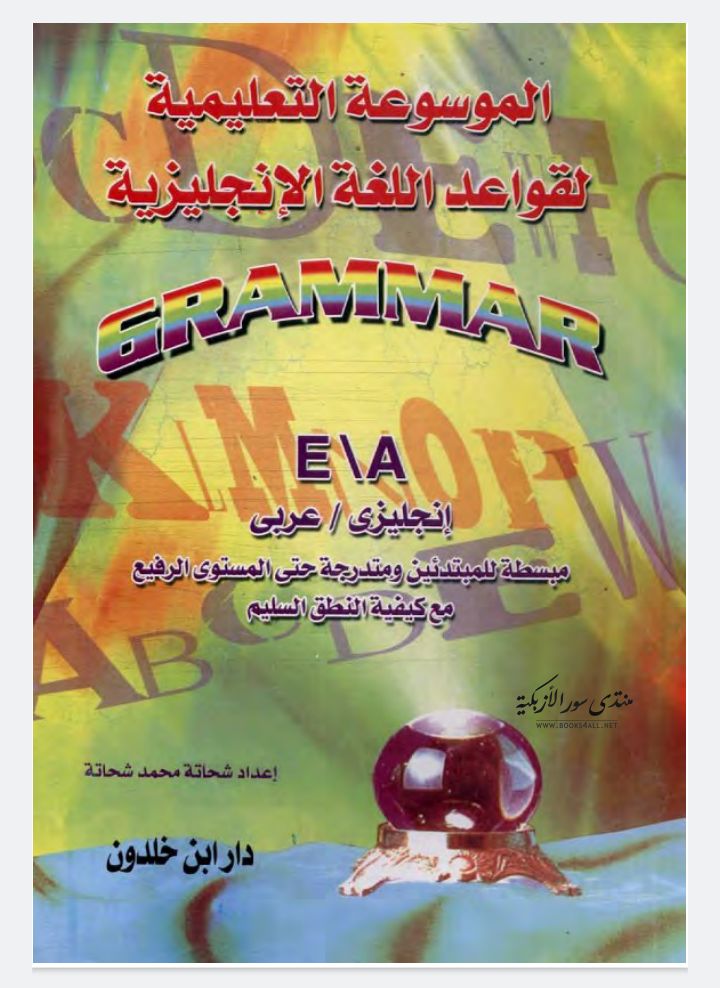 الموسوعة التعليمية
لقواعد اللغة الإنجليزية
GRAMMAR
E\A
إنجليزى / عربى
مبسطة للمبتدئين ومتدرجة حتى المستوى الرفيع
مع كيفية النطق السليم
منتدى سور الأزبكية
WWW.BOOKS4ALL.NET
إعداد شحاتة محمد شحاتة
دار ابن خلدون